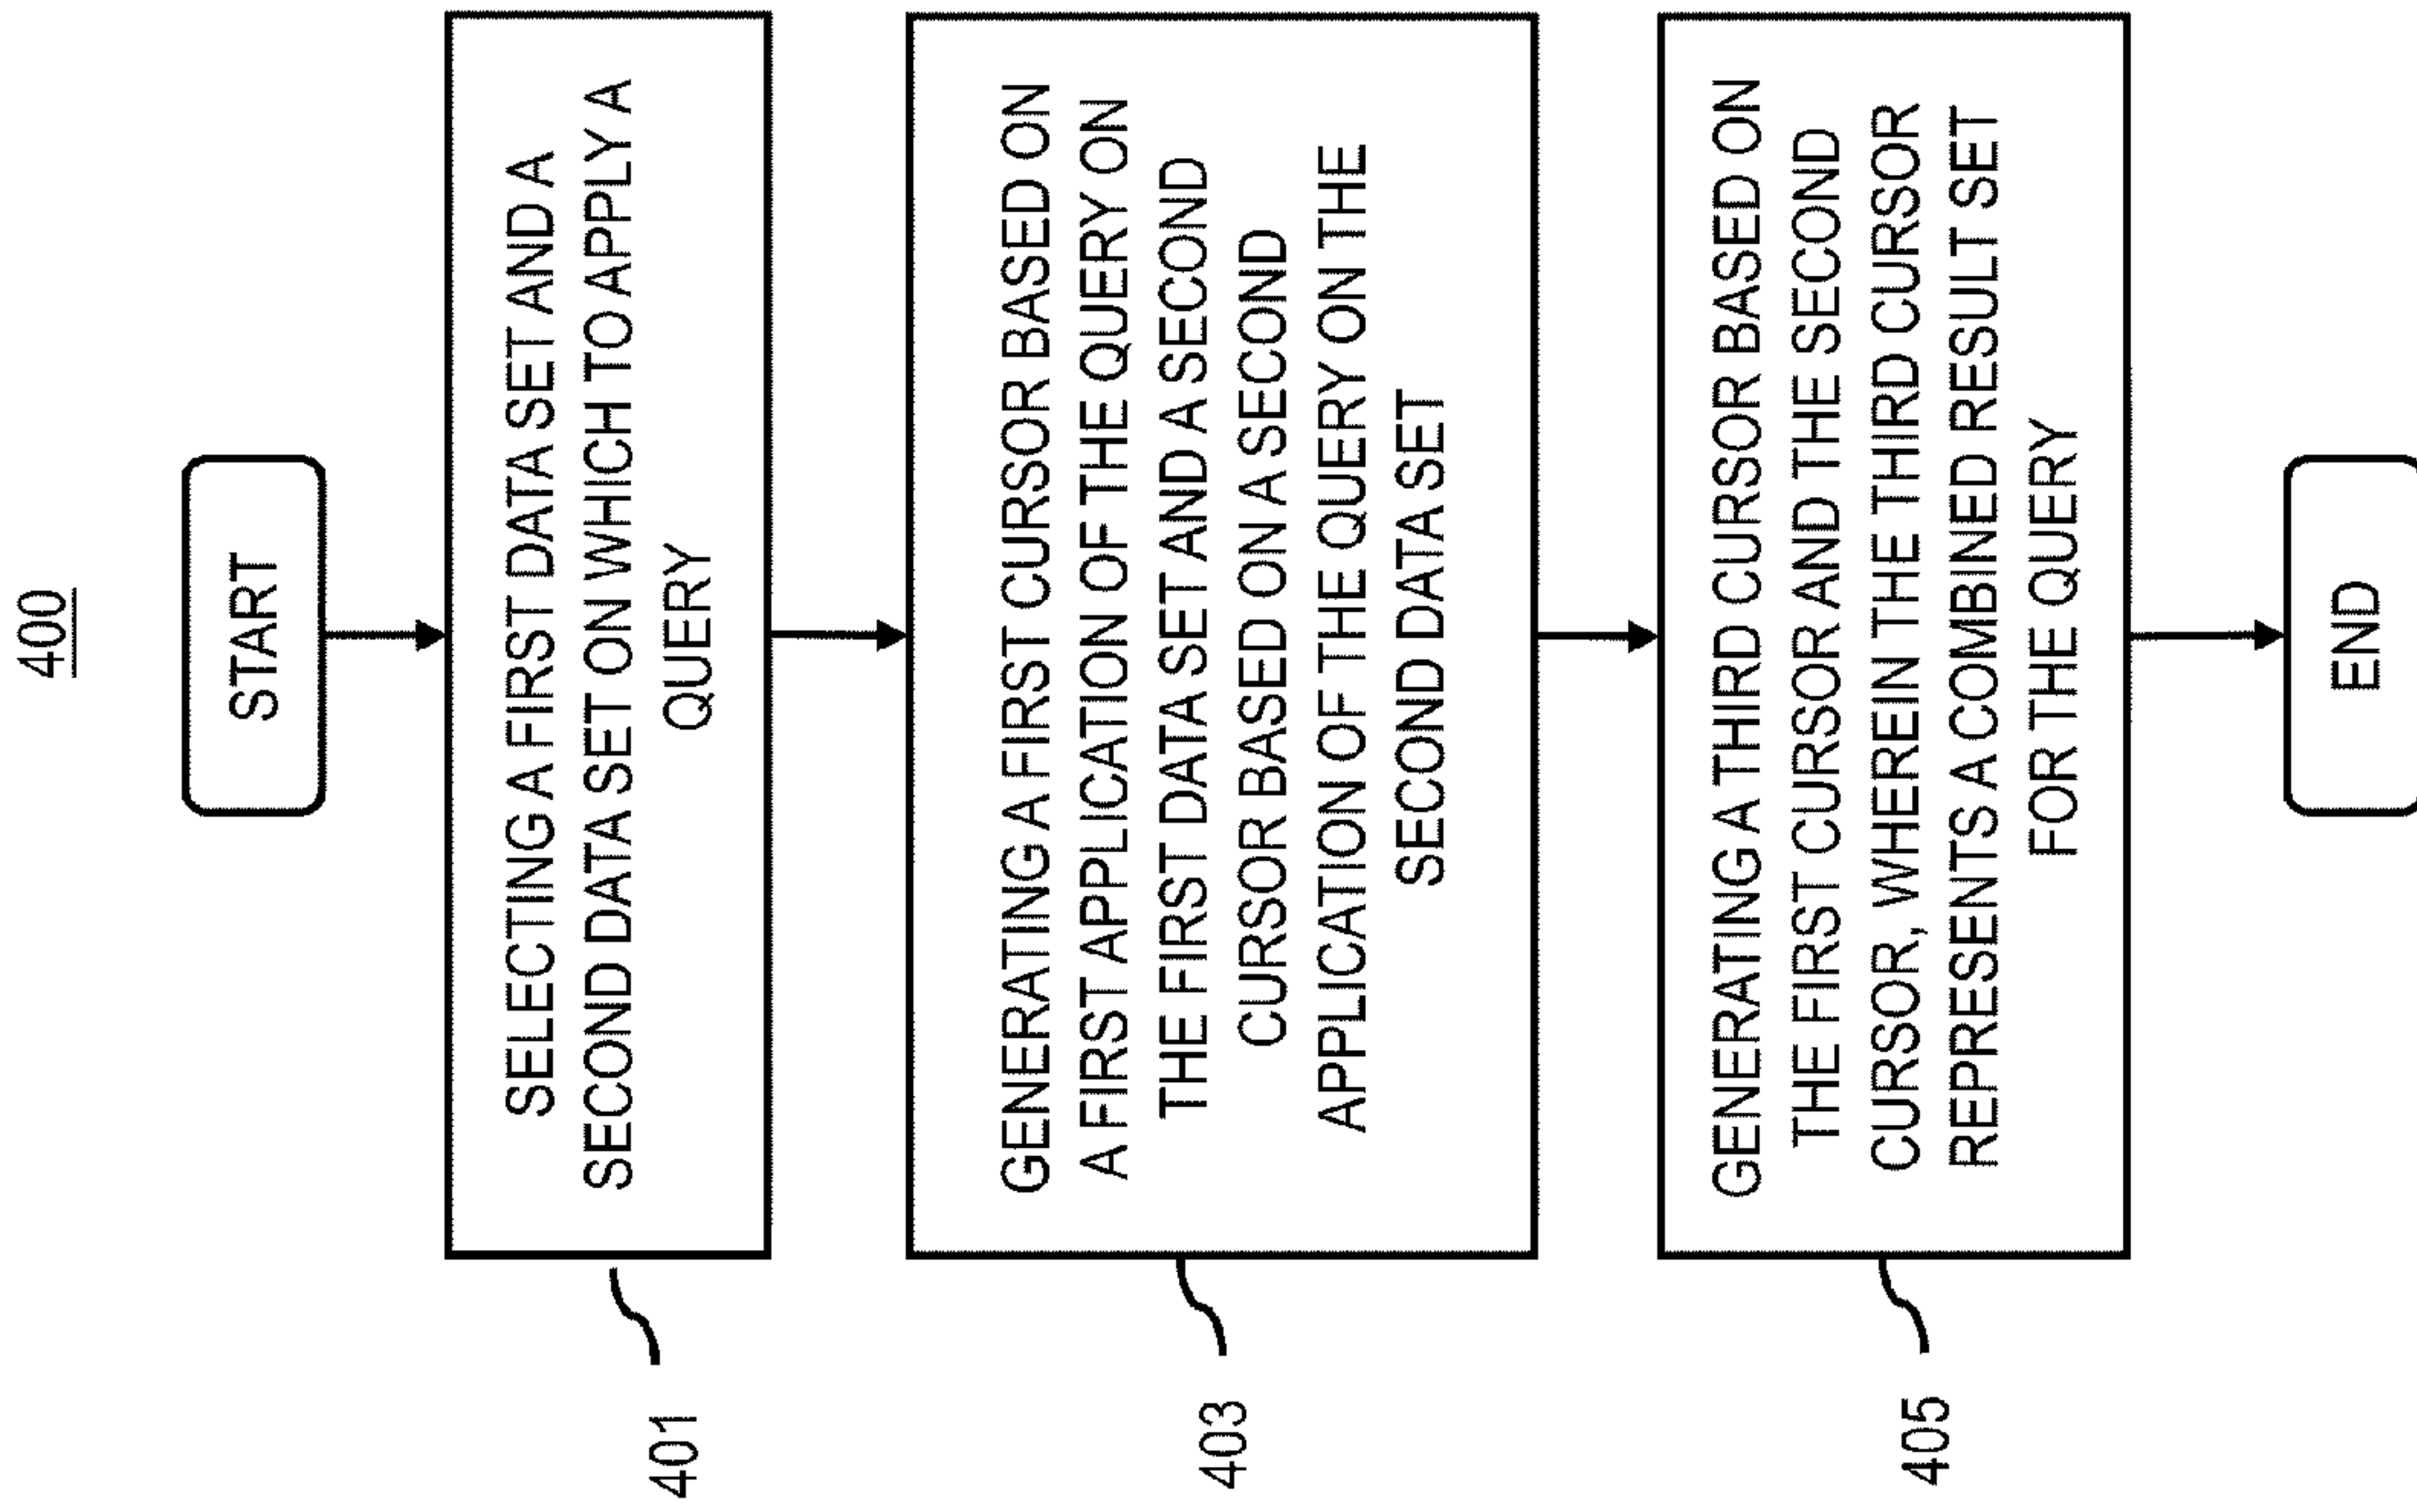 400
START
SELECTING A FIRST DATA SET AND A
SECOND DATA SET ON WHICH TO APPLY A
QUERY
401
GENERATING A FIRST CURSOR BASED ON
A FIRST APPLICATION OF THE QUERY ON
THE FIRST DATA SET AND A SECOND
CURSOR BASED ON A SECOND
APPLICATION OF THE QUERY ON THE
SECOND DATA SET
403
GENERATING A THIRD CURSOR BASED ON
THE FIRST CURSOR AND THE SECOND
CURSOR, WHEREIN THE THIRD CURSOR
REPRESENTS A COMBINED RESULT SET
FOR THE QUERY
405
END